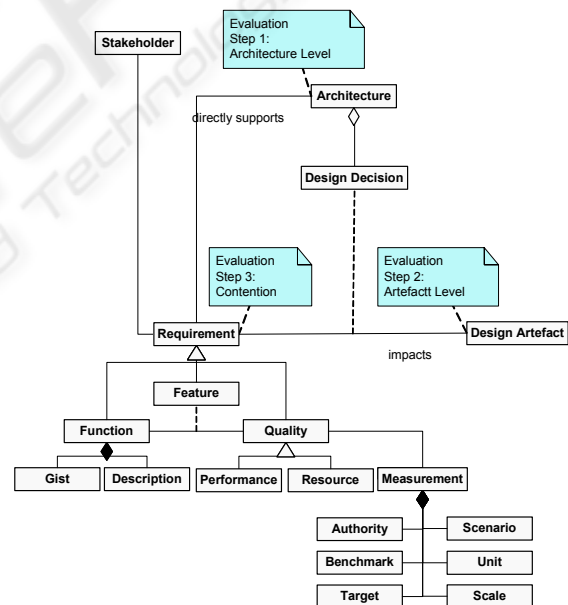 Evaluation
Step 1:
Architecture Level
Stakeholder
Architecture
directly supports
Design Decision
Evaluation
Step 3:
Contention
Evaluation
Step 2:
Artefactt Level
Requirement
Design Artefact
impacts
Feature
Function
Quality
Gist
Description
Performance
Resource
Measurement
Authority
Scenario
Benchmark
Unit
Target
Scale